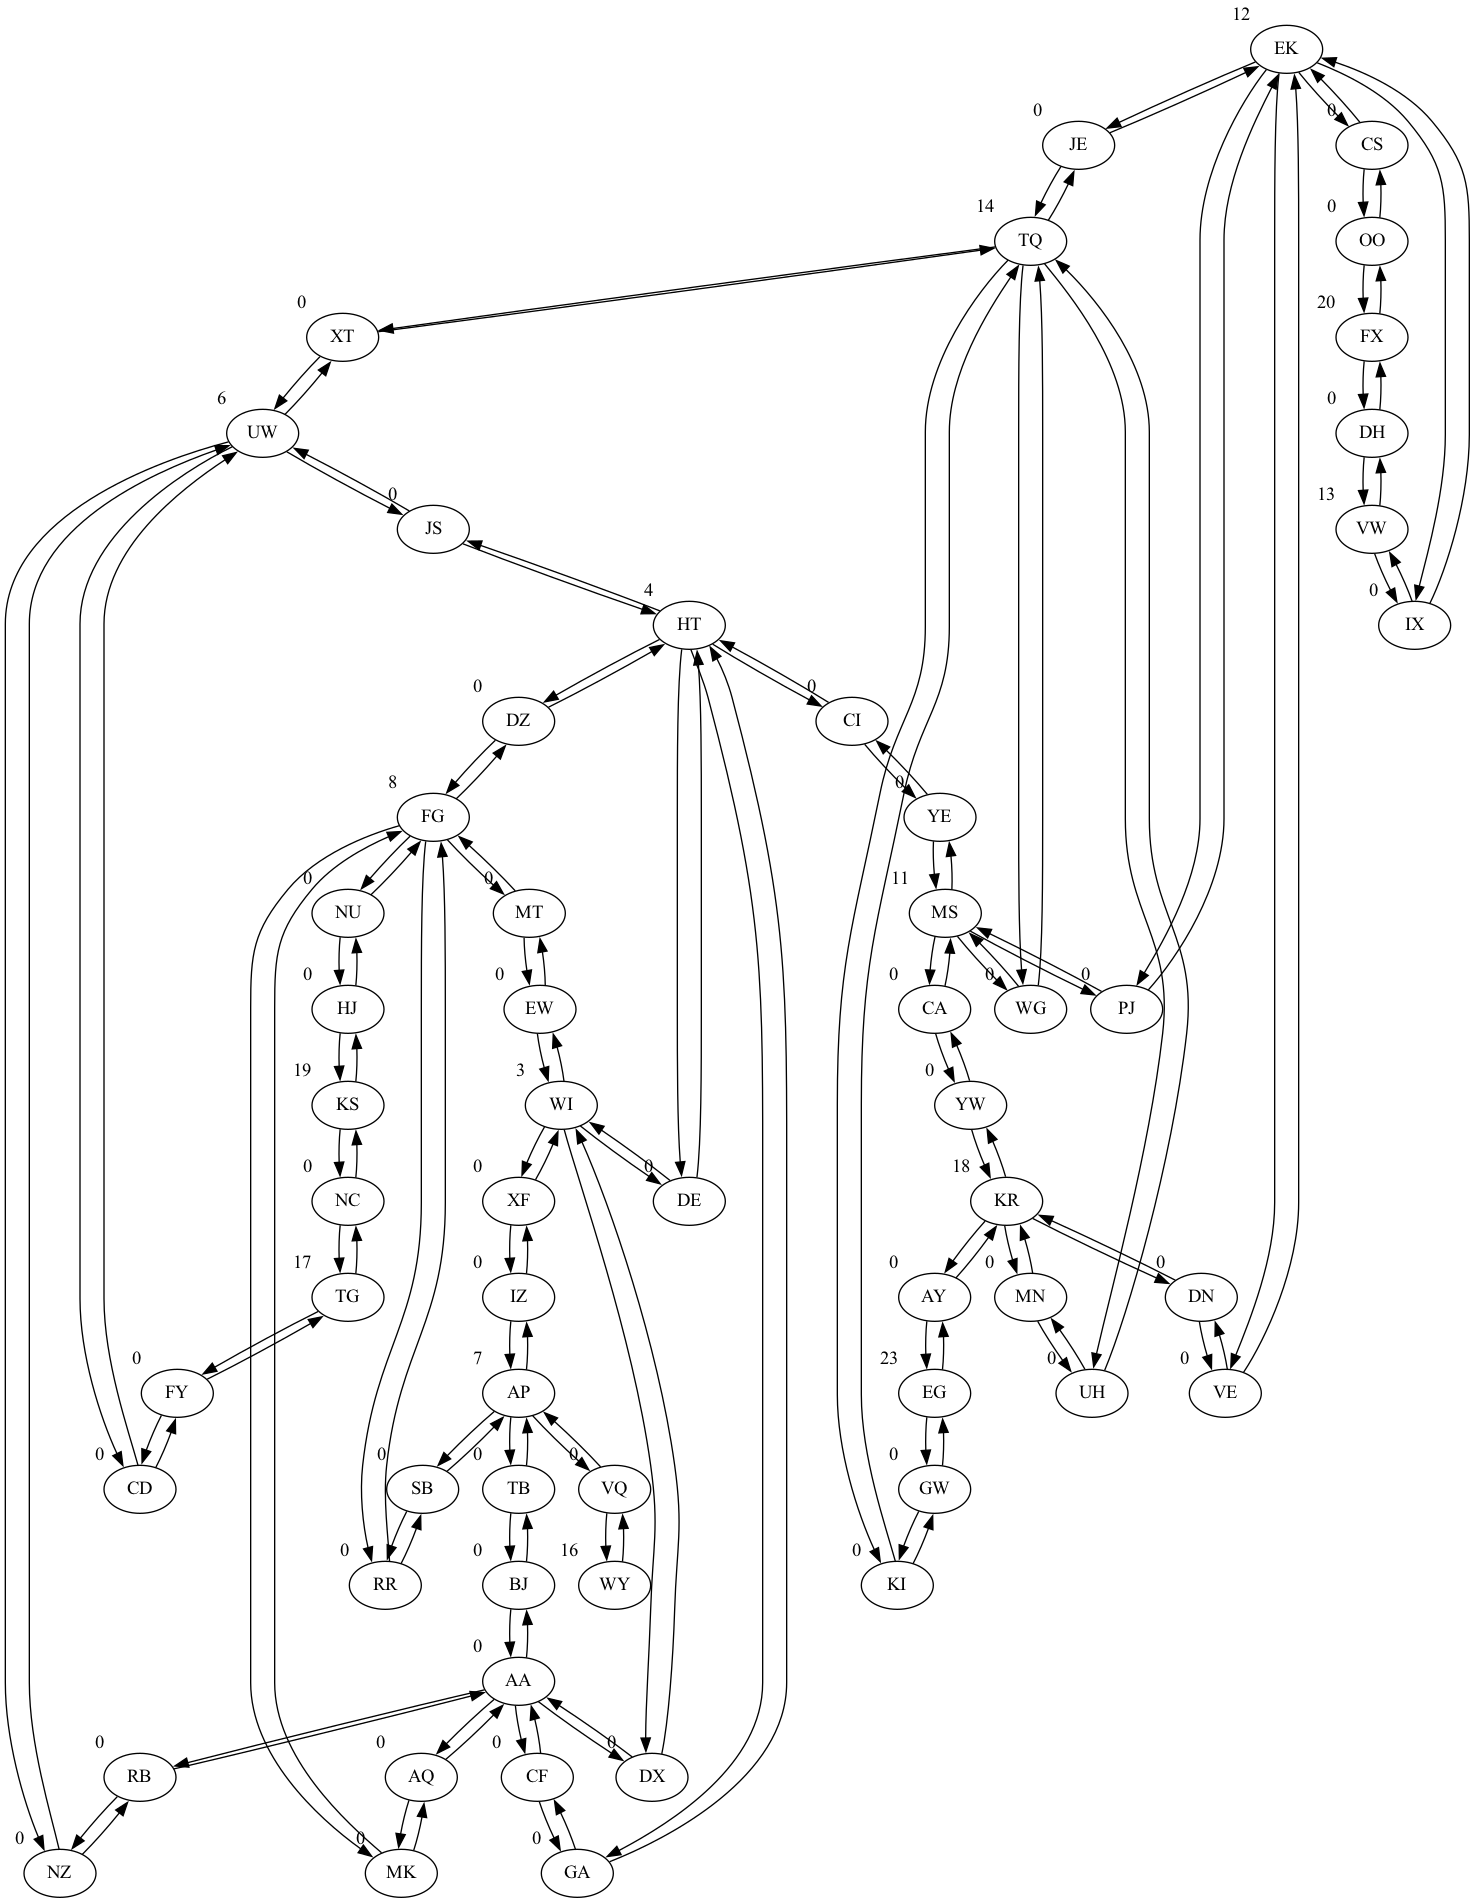 12
EK
0
JE
0
CS
14
TQ
0
OO
0
XT
20
FX
6
UW
0
DH
0
JS
13
VW
4
HT
0
IX
0
DZ
0
CI
8
FG
0
YE
0
NU
0
MT
11
MS
0
HJ
0
EW
0
CA
0
WG
0
PJ
19
KS
3
WI
0
YW
0
NC
0
XF
0
DE
18
KR
17
TG
0
IZ
0
AY
0
MN
0
DN
0
FY
7
AP
23
EG
0
UH
0
VE
0
CD
0
SB
0
TB
0
VQ
0
GW
0
RR
0
BJ
16
WY
0
KI
0
AA
0
RB
0
AQ
0
CF
0
DX
0
NZ
0
MK
0
GA